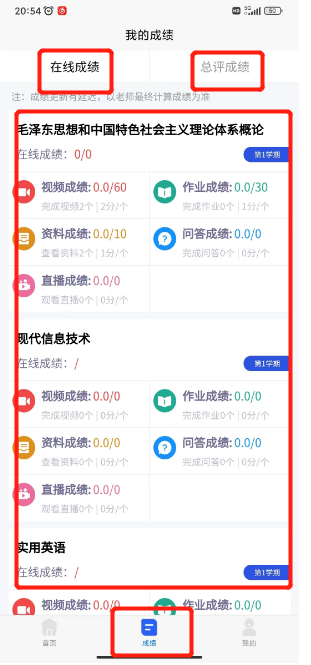 20:54
HD 5G 50
我的成绩
在线成绩 总评成绩
注：成绩更新有延迟，以老师最终计算成绩为准
毛泽东思想和中国特色社会主义理论体系概论
在线成绩：0/0 第1学期
视频成绩: 0.0/60 作业成绩: 0.0/30
完成视频2个 | 2分/个 完成作业0个 | 1分/个
资料成绩: 0.0/10 问答成绩: 0.0/0
查看资料2个 | 1分/个 完成问答0个 | 0分/个
直播成绩: 0.0/0
观看直播0个 | 0分/个
现代信息技术
在线成绩：/ 第1学期
视频成绩: 0.0/0 作业成绩: 0.0/0
完成视频0个 | 0分/个 完成作业0个 | 0分/个
资料成绩: 0.0/0 问答成绩: 0.0/0
查看资料0个 | 0分/个 完成问答0个 | 0分/个
直播成绩: 0.0/0
观看直播0个 | 0分/个
实用英语
在线成绩：/ 第1学期
视频成绩: 0.0/0 作业成绩: 0.0/0
首页 成绩 我的